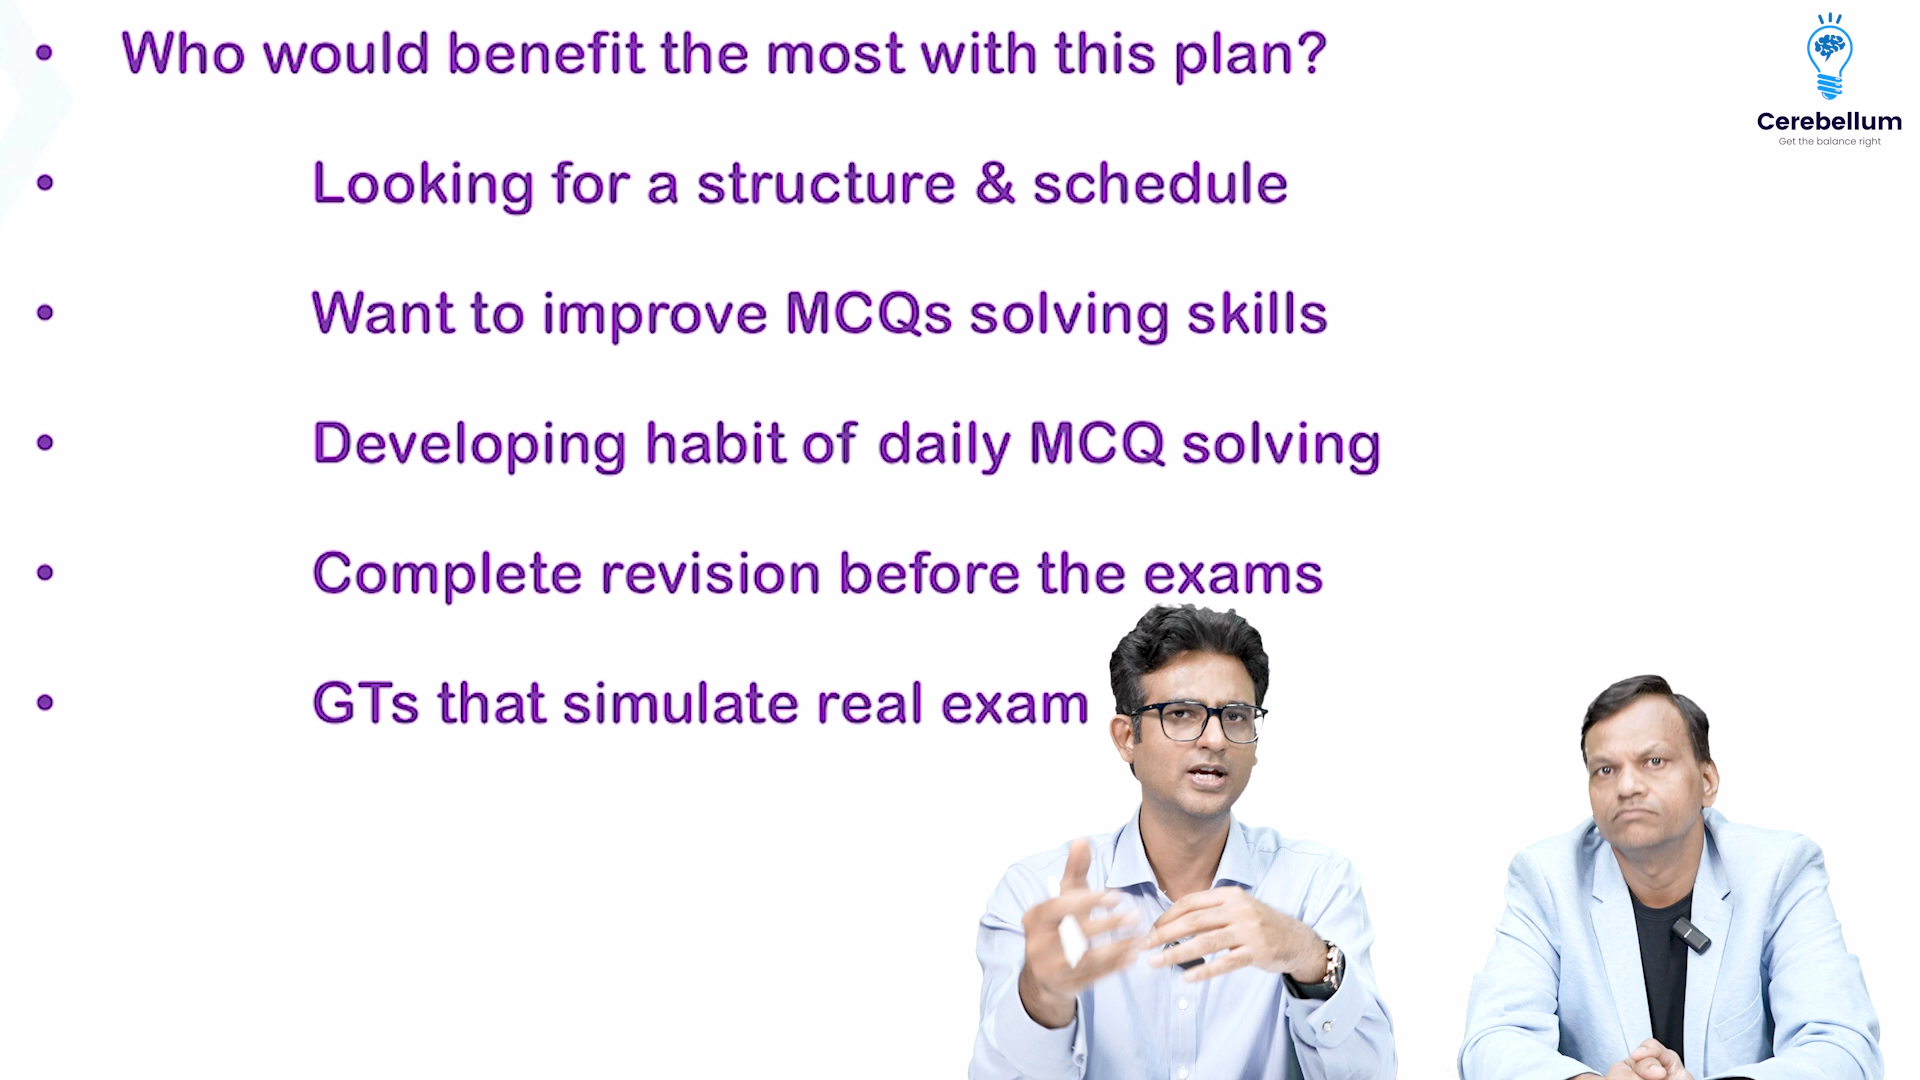 • Who would benefit the most with this plan?
• Looking for a structure & schedule
• Want to improve MCQs solving skills
• Developing habit of daily MCQ solving
• Complete revision before the exams
• GTs that simulate real exam
Cerebellum
Get the balance right